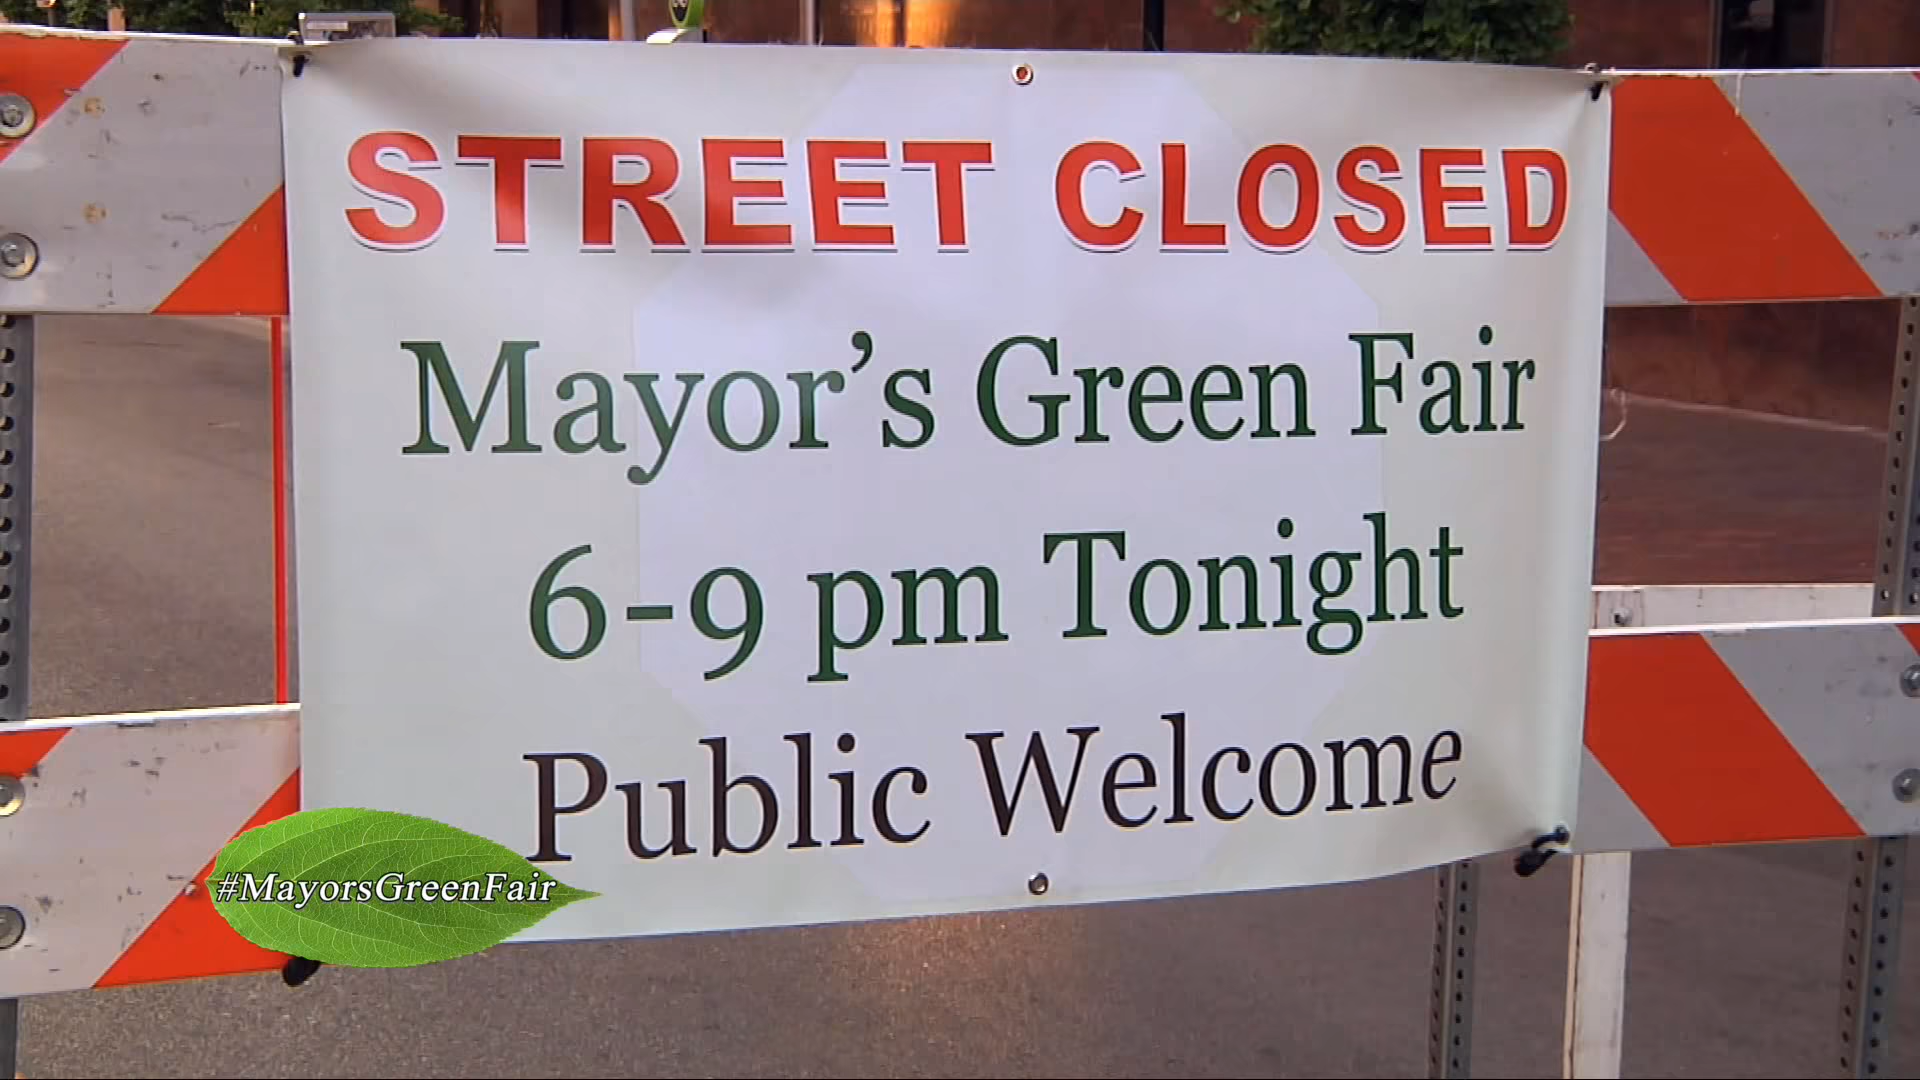 STREET CLOSED
Mayor's Green Fair
6-9 pm Tonight
Public Welcome
#MayorsGreenFair